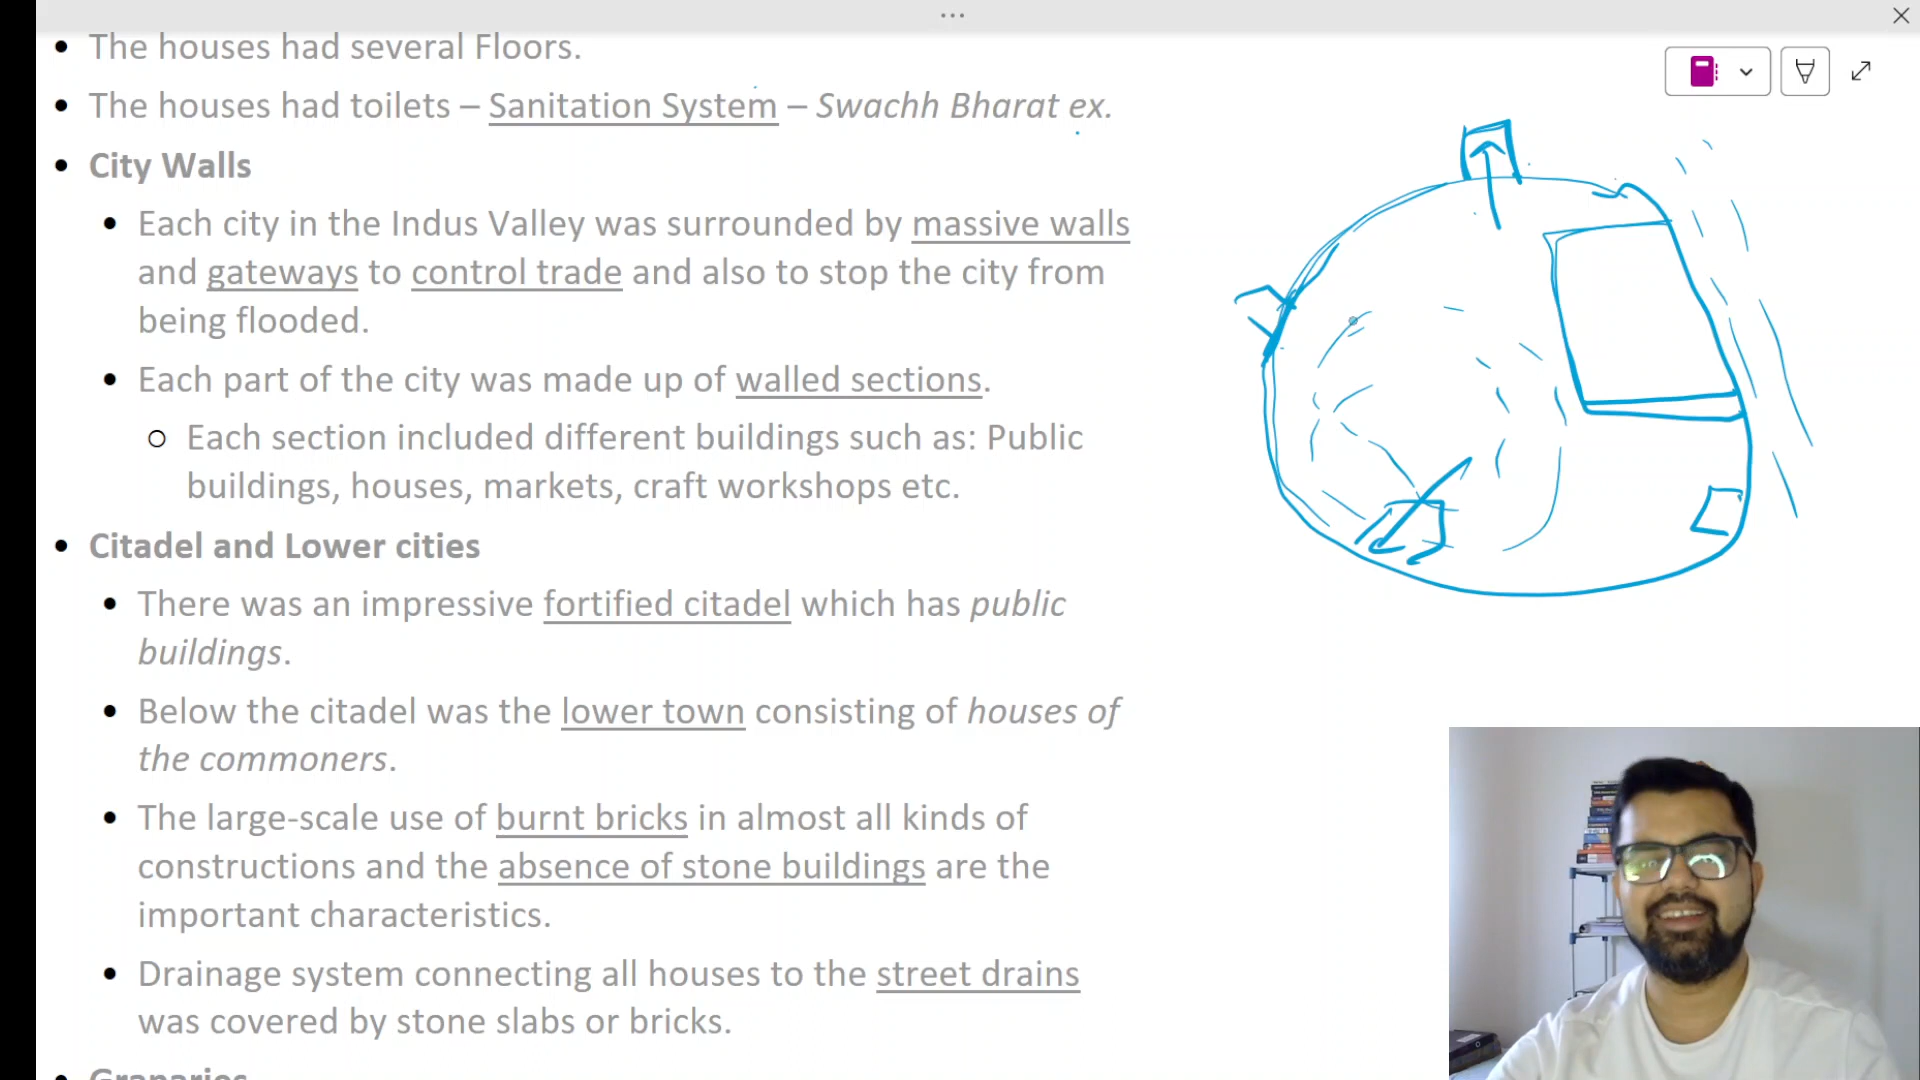 The houses had several Floors.
The houses had toilets – Sanitation System – Swachh Bharat ex.
City Walls
Each city in the Indus Valley was surrounded by massive walls
and gateways to control trade and also to stop the city from
being flooded.
Each part of the city was made up of walled sections.
Each section included different buildings such as: Public
buildings, houses, markets, craft workshops etc.
Citadel and Lower cities
There was an impressive fortified citadel which has public
buildings.
Below the citadel was the lower town consisting of houses of
the commoners.
The large-scale use of burnt bricks in almost all kinds of
constructions and the absence of stone buildings are the
important characteristics.
Drainage system connecting all houses to the street drains
was covered by stone slabs or bricks.
Granaries